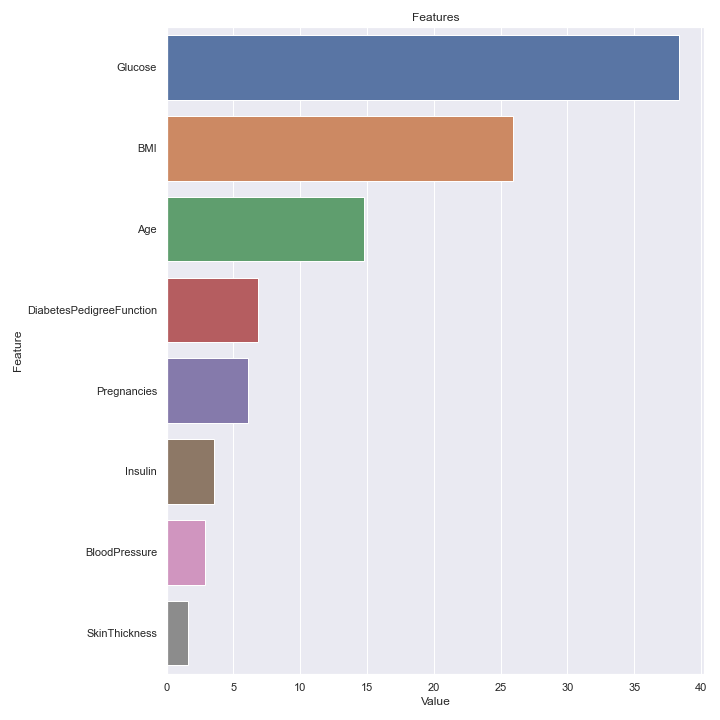 Features
Glucose
BMI
Age
DiabetesPedigreeFunction
Pregnancies
Insulin
BloodPressure
SkinThickness
Feature
0 5 10 15 20 25 30 35 40
Value